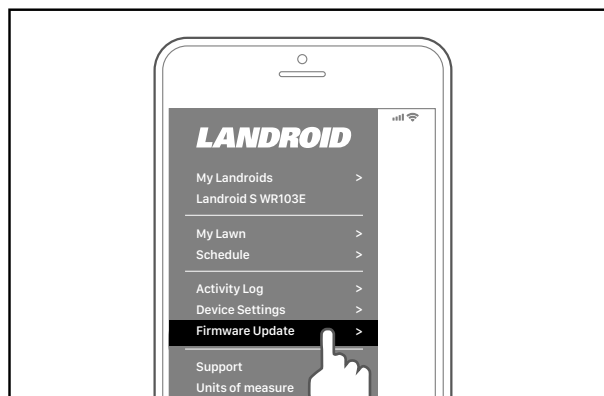 LANDROID
My Landroids >
Landroid S WR103E
My Lawn >
Schedule >
Activity Log >
Device Settings >
Firmware Update >
Support
Units of measure